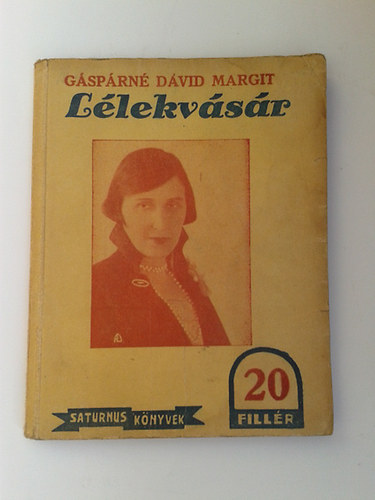 GÁSPÁRNÉ DÁVID MARGIT
Lélekvásár
20
FILLÉR
SATURNUS KÖNYVEK